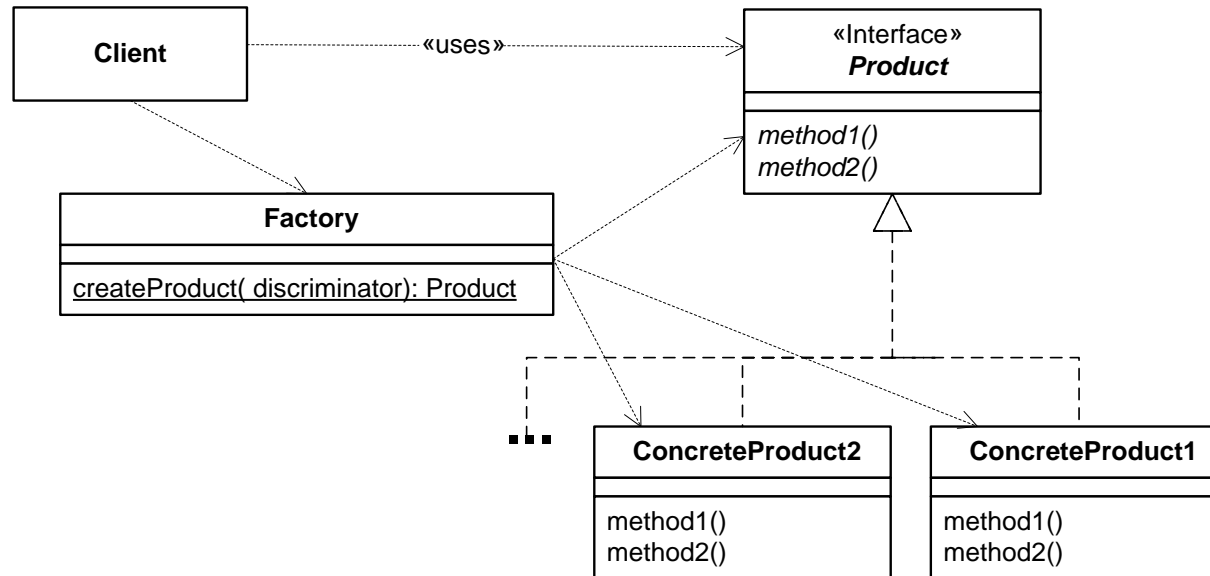 Client
«uses»
«Interface»
Product
method1()
method2()
Factory
createProduct( discriminator): Product
...
ConcreteProduct2
method1()
method2()
ConcreteProduct1
method1()
method2()